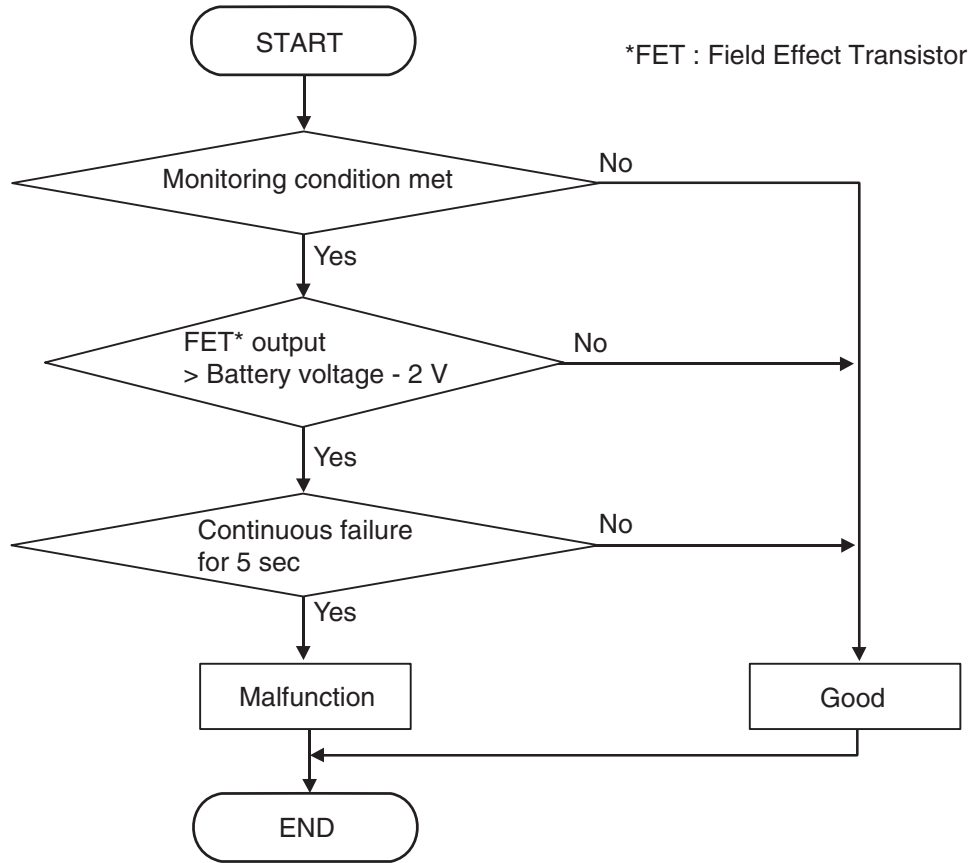 START
*FET : Field Effect Transistor
Monitoring condition met
No
Yes
FET* output
> Battery voltage - 2 V
No
Yes
Continuous failure
for 5 sec
No
Yes
Malfunction
Good
END